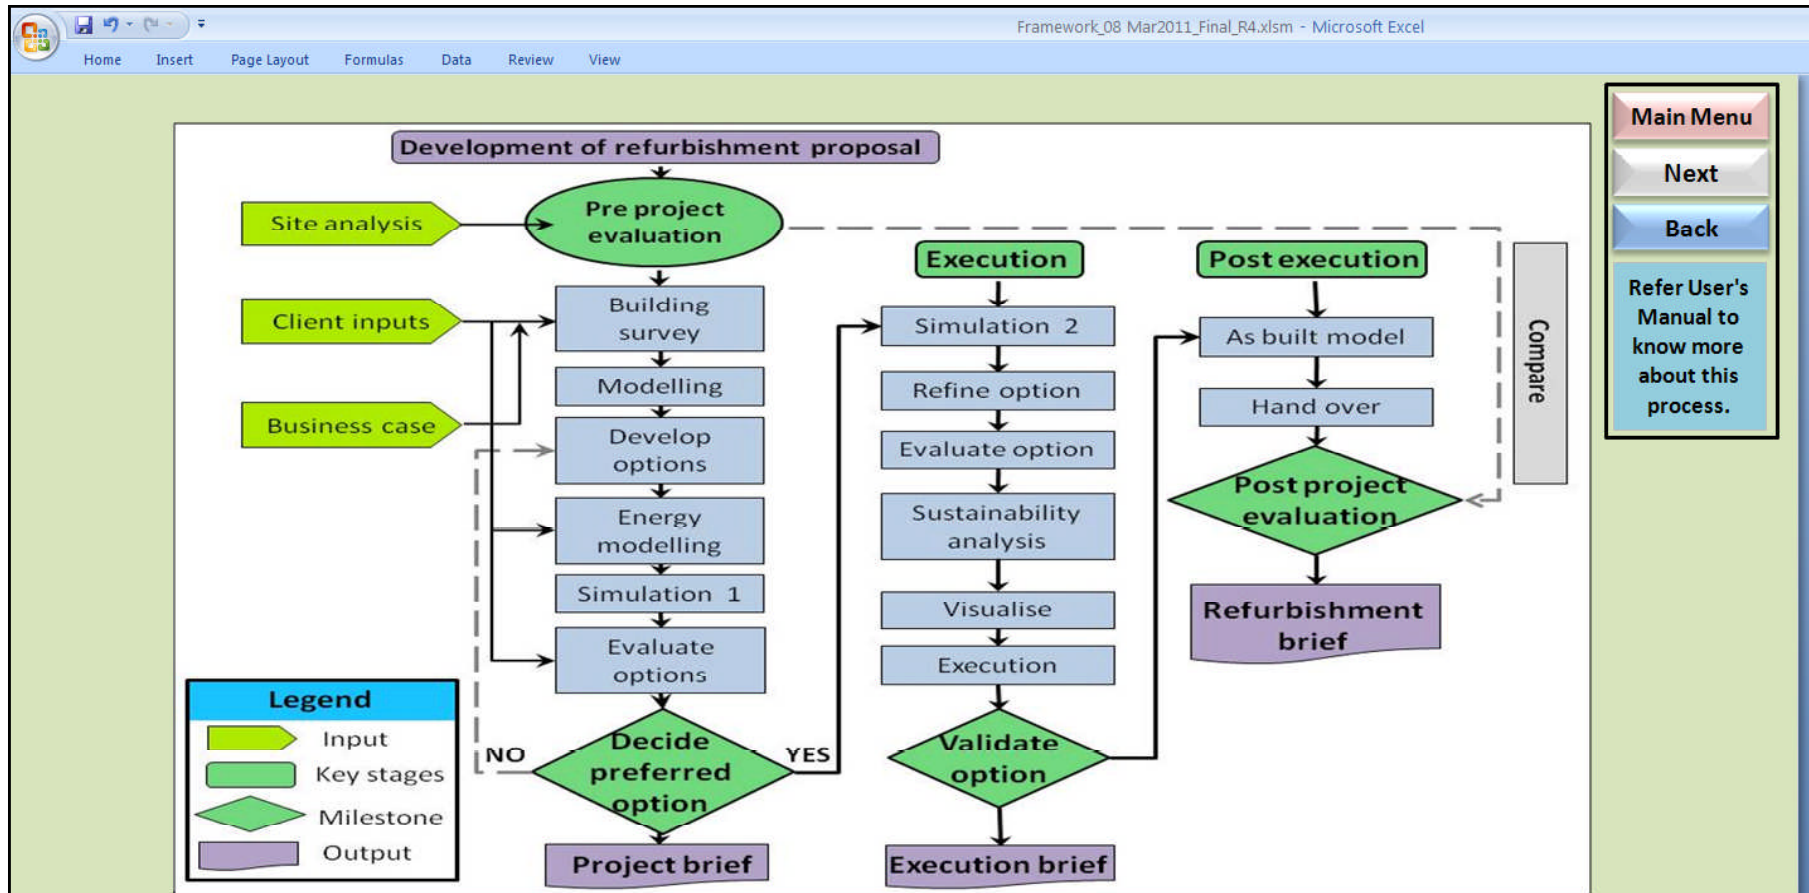 Framework_08 Mar2011_Final_R4.xlsm - Microsoft Excel
Home Insert Page Layout Formulas Data Review View
Development of refurbishment proposal
Site analysis
Client inputs
Business case
Pre project
evaluation
Building
survey
Modelling
Develop
options
Energy
modelling
Simulation 1
Evaluate
options
NO
Decide
preferred
option
YES
Project brief
Execution
Simulation 2
Refine option
Evaluate option
Sustainability
analysis
Visualise
Execution
Validate
option
Execution brief
Post execution
As built model
Hand over
Post project
evaluation
Refurbishment
brief
Compare
Legend
Input
Key stages
Milestone
Output
Main Menu
Next
Back
Refer User's
Manual to
know more
about this
process.